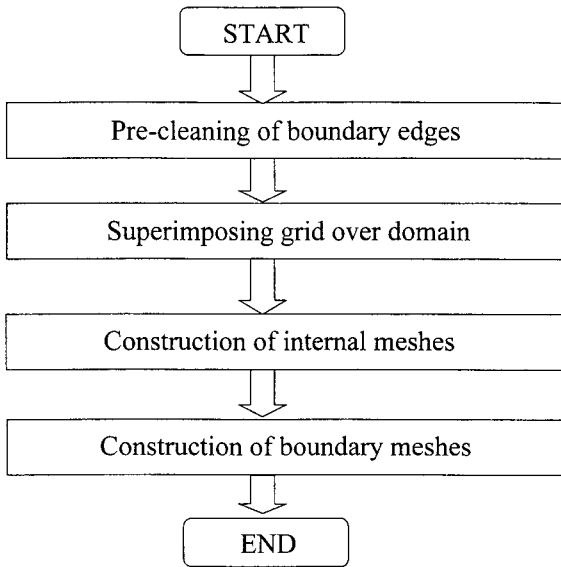 START
Pre-cleaning of boundary edges
Superimposing grid over domain
Construction of internal meshes
Construction of boundary meshes
END